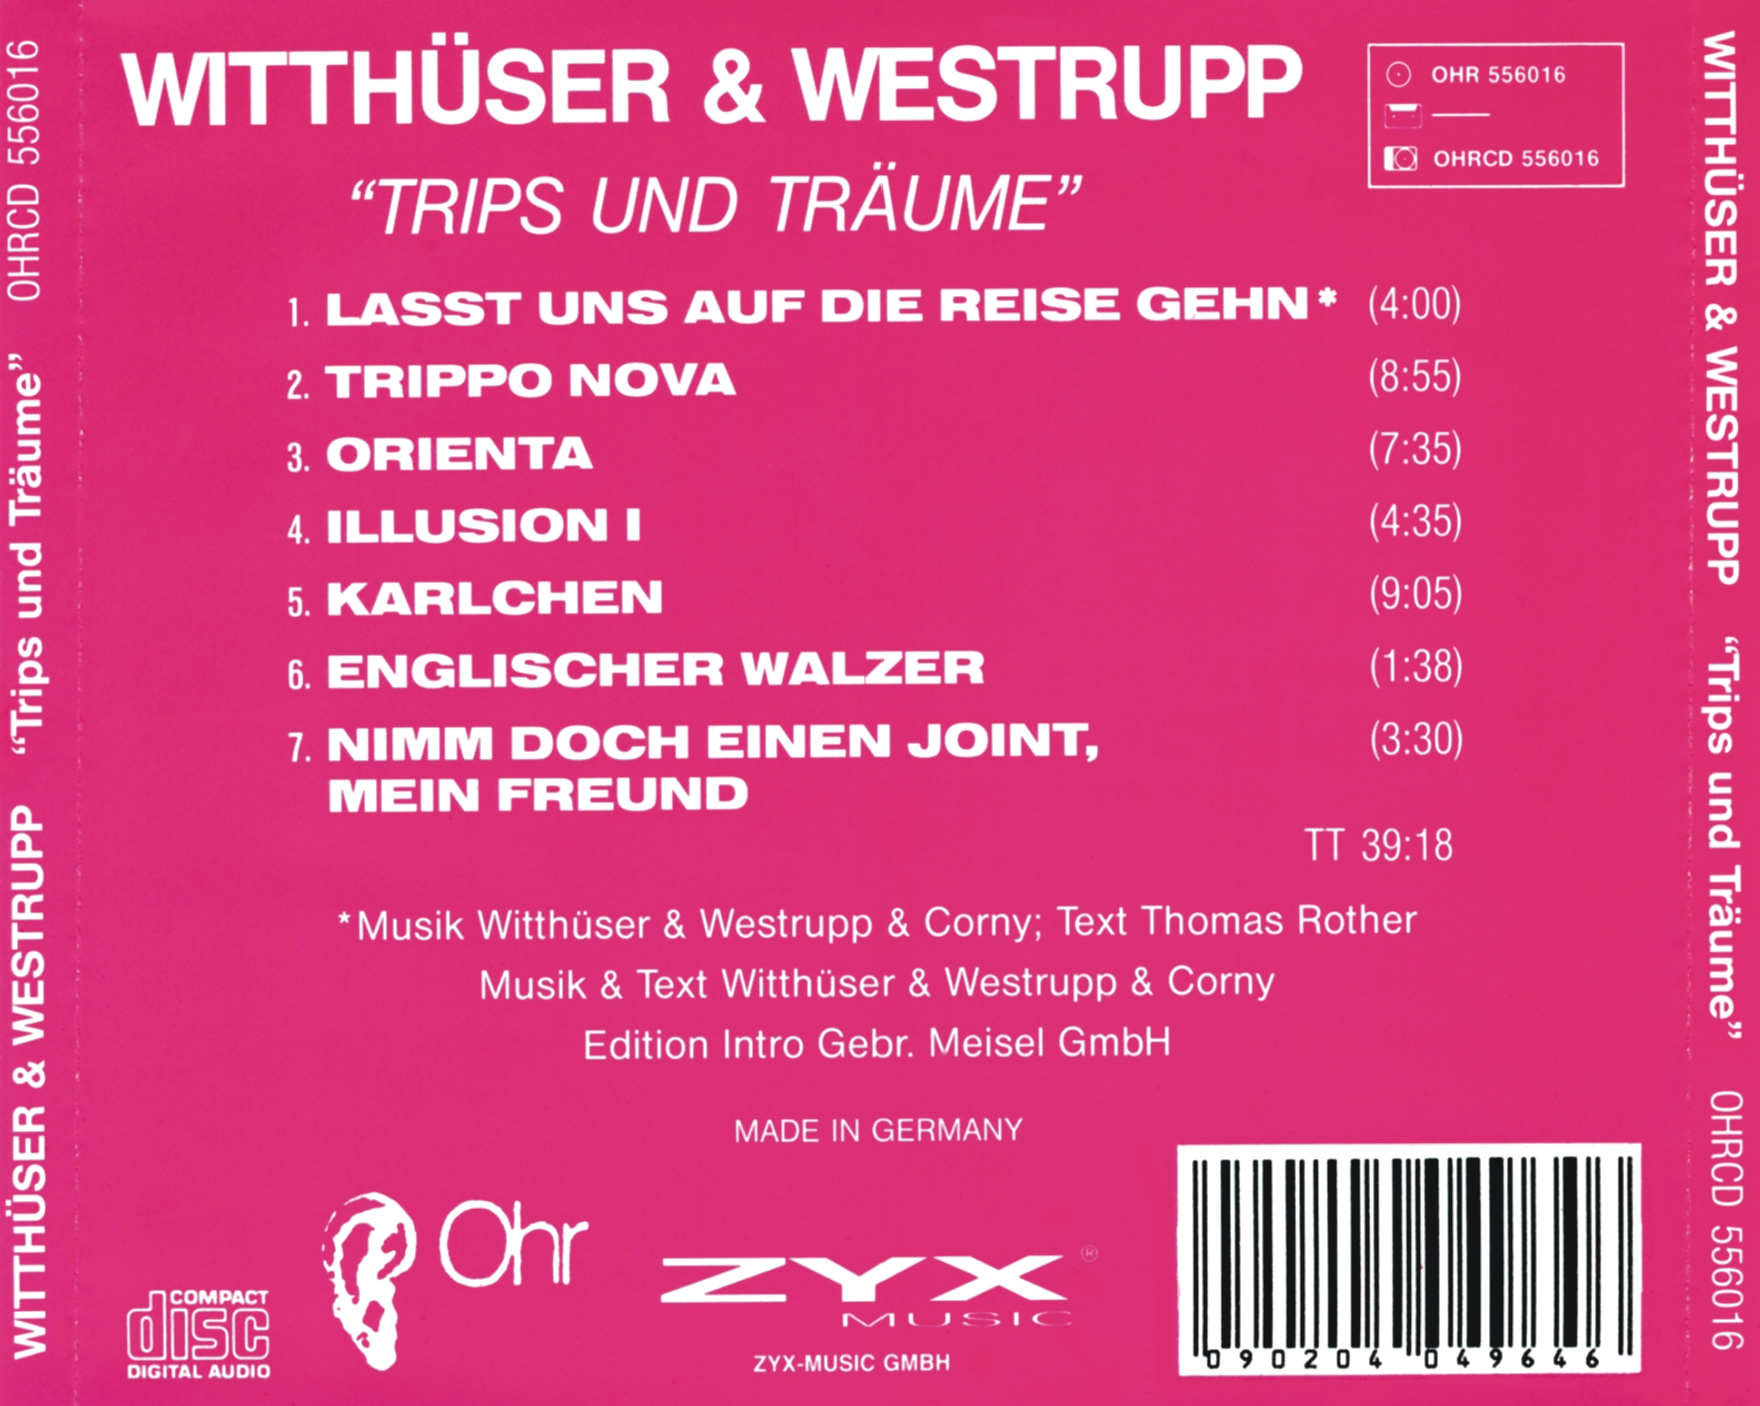 WITTHÜSER & WESTRUPP “Trips und Träume” OHRCD 556016
WITTHÜSER & WESTRUPP
“TRIPS UND TRÄUME”
OHR 556016
OHRCD 556016
1. LASST UNS AUF DIE REISE GEHN* (4:00)
2. TRIPPO NOVA (8:55)
3. ORIENTA (7:35)
4. ILLUSION I (4:35)
5. KARLCHEN (9:05)
6. ENGLISCHER WALZER (1:38)
7. NIMM DOCH EINEN JOINT, (3:30)
MEIN FREUND
TT 39:18
*Musik Witthüser & Westrupp & Corny; Text Thomas Rother
Musik & Text Witthüser & Westrupp & Corny
Edition Intro Gebr. Meisel GmbH
MADE IN GERMANY
COMPACT
disc
DIGITAL AUDIO
Ohr
ZYX®
MUSIC
ZYX-MUSIC GMBH
090204 049646
WITTHÜSER & WESTRUPP “Trips und Träume” OHRCD 556016